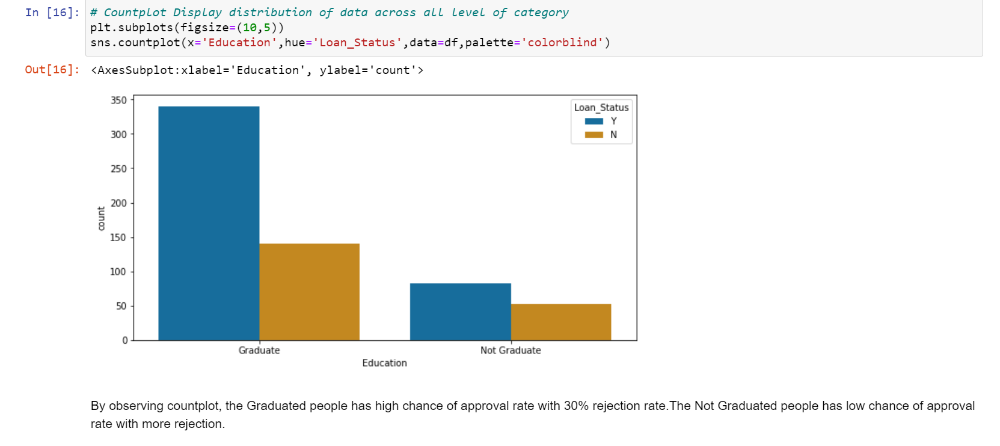 In [16]: # Countplot Display distribution of data across all level of category
plt.subplots(figsize=(10,5))
sns.countplot(x='Education',hue='Loan_Status',data=df,palette='colorblind')
Out[16]: <AxesSubplot:xlabel='Education', ylabel='count'>
350
300
250
200
150
100
50
0
count
Loan_Status
Y
N
Graduate
Not Graduate
Education
By observing countplot, the Graduated people has high chance of approval rate with 30% rejection rate.The Not Graduated people has low chance of approval
rate with more rejection.